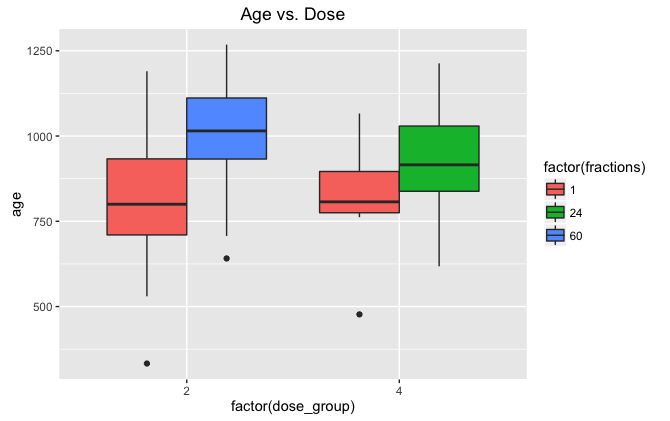 Age vs. Dose
1250
1000
750
500
age
2
4
factor(dose_group)
factor(fractions)
1
24
60